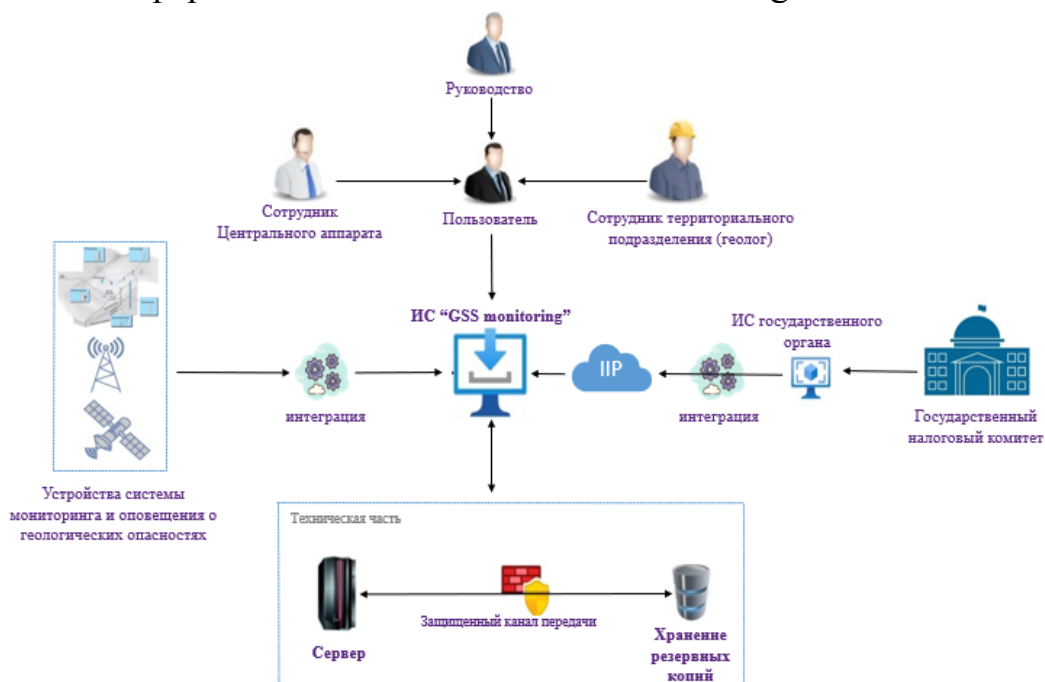 Руководство
Сотрудник
Центрального аппарата
Пользователь
Сотрудник территориального
подразделения (геолог)
ИС “GSS monitoring”
ИС государственного
органа
IIP
интеграция
интеграция
Государственный
налоговый комитет
Устройства системы
мониторинга и оповещения о
геологических опасностях
Техническая часть
Защищенный канал передачи
Сервер
Хранение
резервных
копий